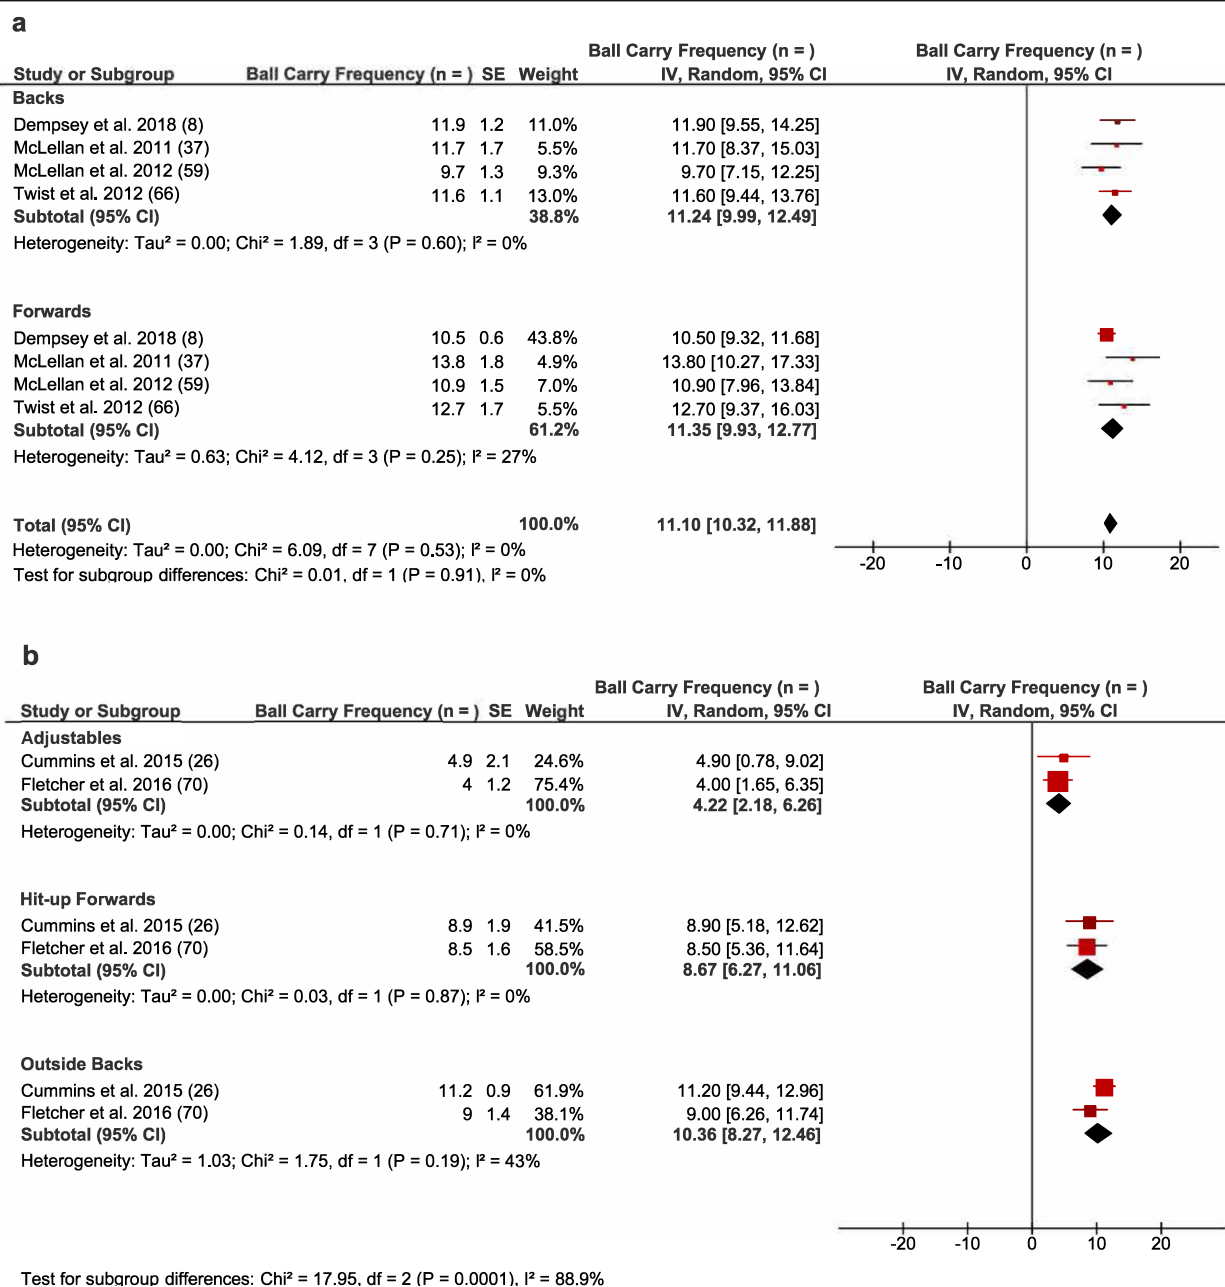 a
Ball Carry Frequency (n = ) Ball Carry Frequency (n = )
Study or Subgroup Ball Carry Frequency (n = ) SE Weight IV, Random, 95% CI IV, Random, 95% CI
Backs
Dempsey et al. 2018 (8) 11.9 1.2 11.0% 11.90 [9.55, 14.25]
McLellan et al. 2011 (37) 11.7 1.7 5.5% 11.70 [8.37, 15.03]
McLellan et al. 2012 (59) 9.7 1.3 9.3% 9.70 [7.15, 12.25]
Twist et al. 2012 (66) 11.6 1.1 13.0% 11.60 [9.44, 13.76]
Subtotal (95% CI) 38.8% 11.24 [9.99, 12.49]
Heterogeneity: Tau² = 0.00; Chi² = 1.89, df = 3 (P = 0.60); I² = 0%
Forwards
Dempsey et al. 2018 (8) 10.5 0.6 43.8% 10.50 [9.32, 11.68]
McLellan et al. 2011 (37) 13.8 1.8 4.9% 13.80 [10.27, 17.33]
McLellan et al. 2012 (59) 10.9 1.5 7.0% 10.90 [7.96, 13.84]
Twist et al. 2012 (66) 12.7 1.7 5.5% 12.70 [9.37, 16.03]
Subtotal (95% CI) 61.2% 11.35 [9.93, 12.77]
Heterogeneity: Tau² = 0.63; Chi² = 4.12, df = 3 (P = 0.25); I² = 27%
Total (95% CI) 100.0% 11.10 [10.32, 11.88]
Heterogeneity: Tau² = 0.00; Chi² = 6.09, df = 7 (P = 0.53); I² = 0%
Test for subgroup differences: Chi² = 0.01, df = 1 (P = 0.91), I² = 0%
-20 -10 0 10 20
b
Ball Carry Frequency (n = ) Ball Carry Frequency (n = )
Study or Subgroup Ball Carry Frequency (n = ) SE Weight IV, Random, 95% CI IV, Random, 95% CI
Adjustables
Cummins et al. 2015 (26) 4.9 2.1 24.6% 4.90 [0.78, 9.02]
Fletcher et al. 2016 (70) 4 1.2 75.4% 4.00 [1.65, 6.35]
Subtotal (95% CI) 100.0% 4.22 [2.18, 6.26]
Heterogeneity: Tau² = 0.00; Chi² = 0.14, df = 1 (P = 0.71); I² = 0%
Hit-up Forwards
Cummins et al. 2015 (26) 8.9 1.9 41.5% 8.90 [5.18, 12.62]
Fletcher et al. 2016 (70) 8.5 1.6 58.5% 8.50 [5.36, 11.64]
Subtotal (95% CI) 100.0% 8.67 [6.27, 11.06]
Heterogeneity: Tau² = 0.00; Chi² = 0.03, df = 1 (P = 0.87); I² = 0%
Outside Backs
Cummins et al. 2015 (26) 11.2 0.9 61.9% 11.20 [9.44, 12.96]
Fletcher et al. 2016 (70) 9 1.4 38.1% 9.00 [6.26, 11.74]
Subtotal (95% CI) 100.0% 10.36 [8.27, 12.46]
Heterogeneity: Tau² = 1.03; Chi² = 1.75, df = 1 (P = 0.19); I² = 43%
-20 -10 0 10 20
Test for subgroup differences: Chi² = 17.95, df = 2 (P = 0.0001), I² = 88.9%